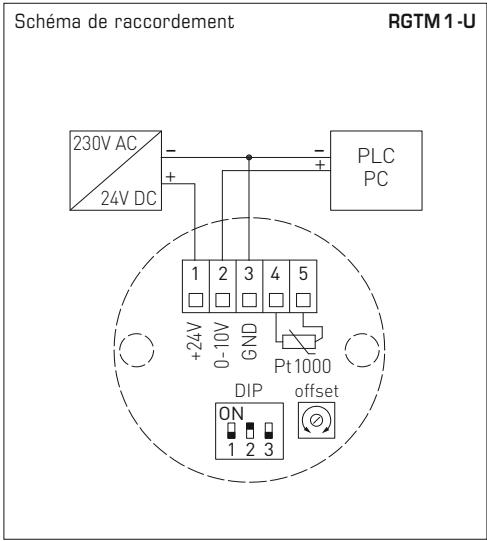 Schéma de raccordement RGTM 1-U
230V AC
24V DC
–
+
–
+
PLC
PC
1 2 3 4 5
+24V
0-10V
GND
Pt1000
DIP offset
ON
1 2 3